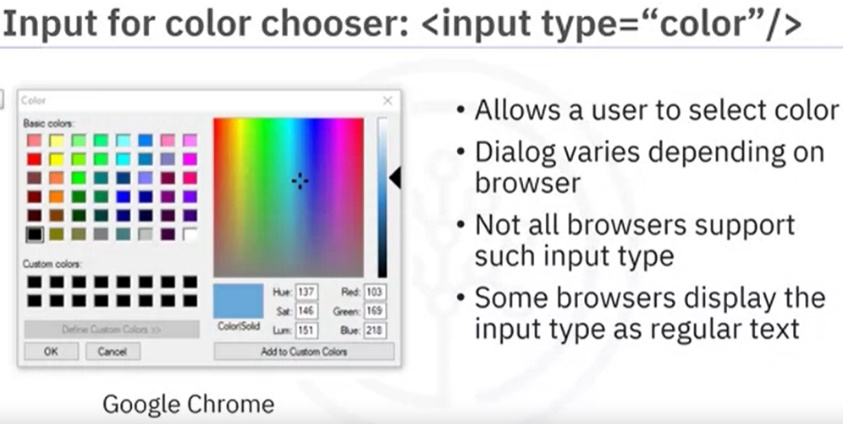 Input for color chooser: <input type=“color”/>
Color
Basic colors:
Custom colors:
Define Custom Colors >>
OK
Cancel
Color|Solid
Hue: 137
Sat: 146
Lum: 151
Red: 103
Green: 169
Blue: 218
Add to Custom Colors
Google Chrome
• Allows a user to select color
• Dialog varies depending on
browser
• Not all browsers support
such input type
• Some browsers display the
input type as regular text